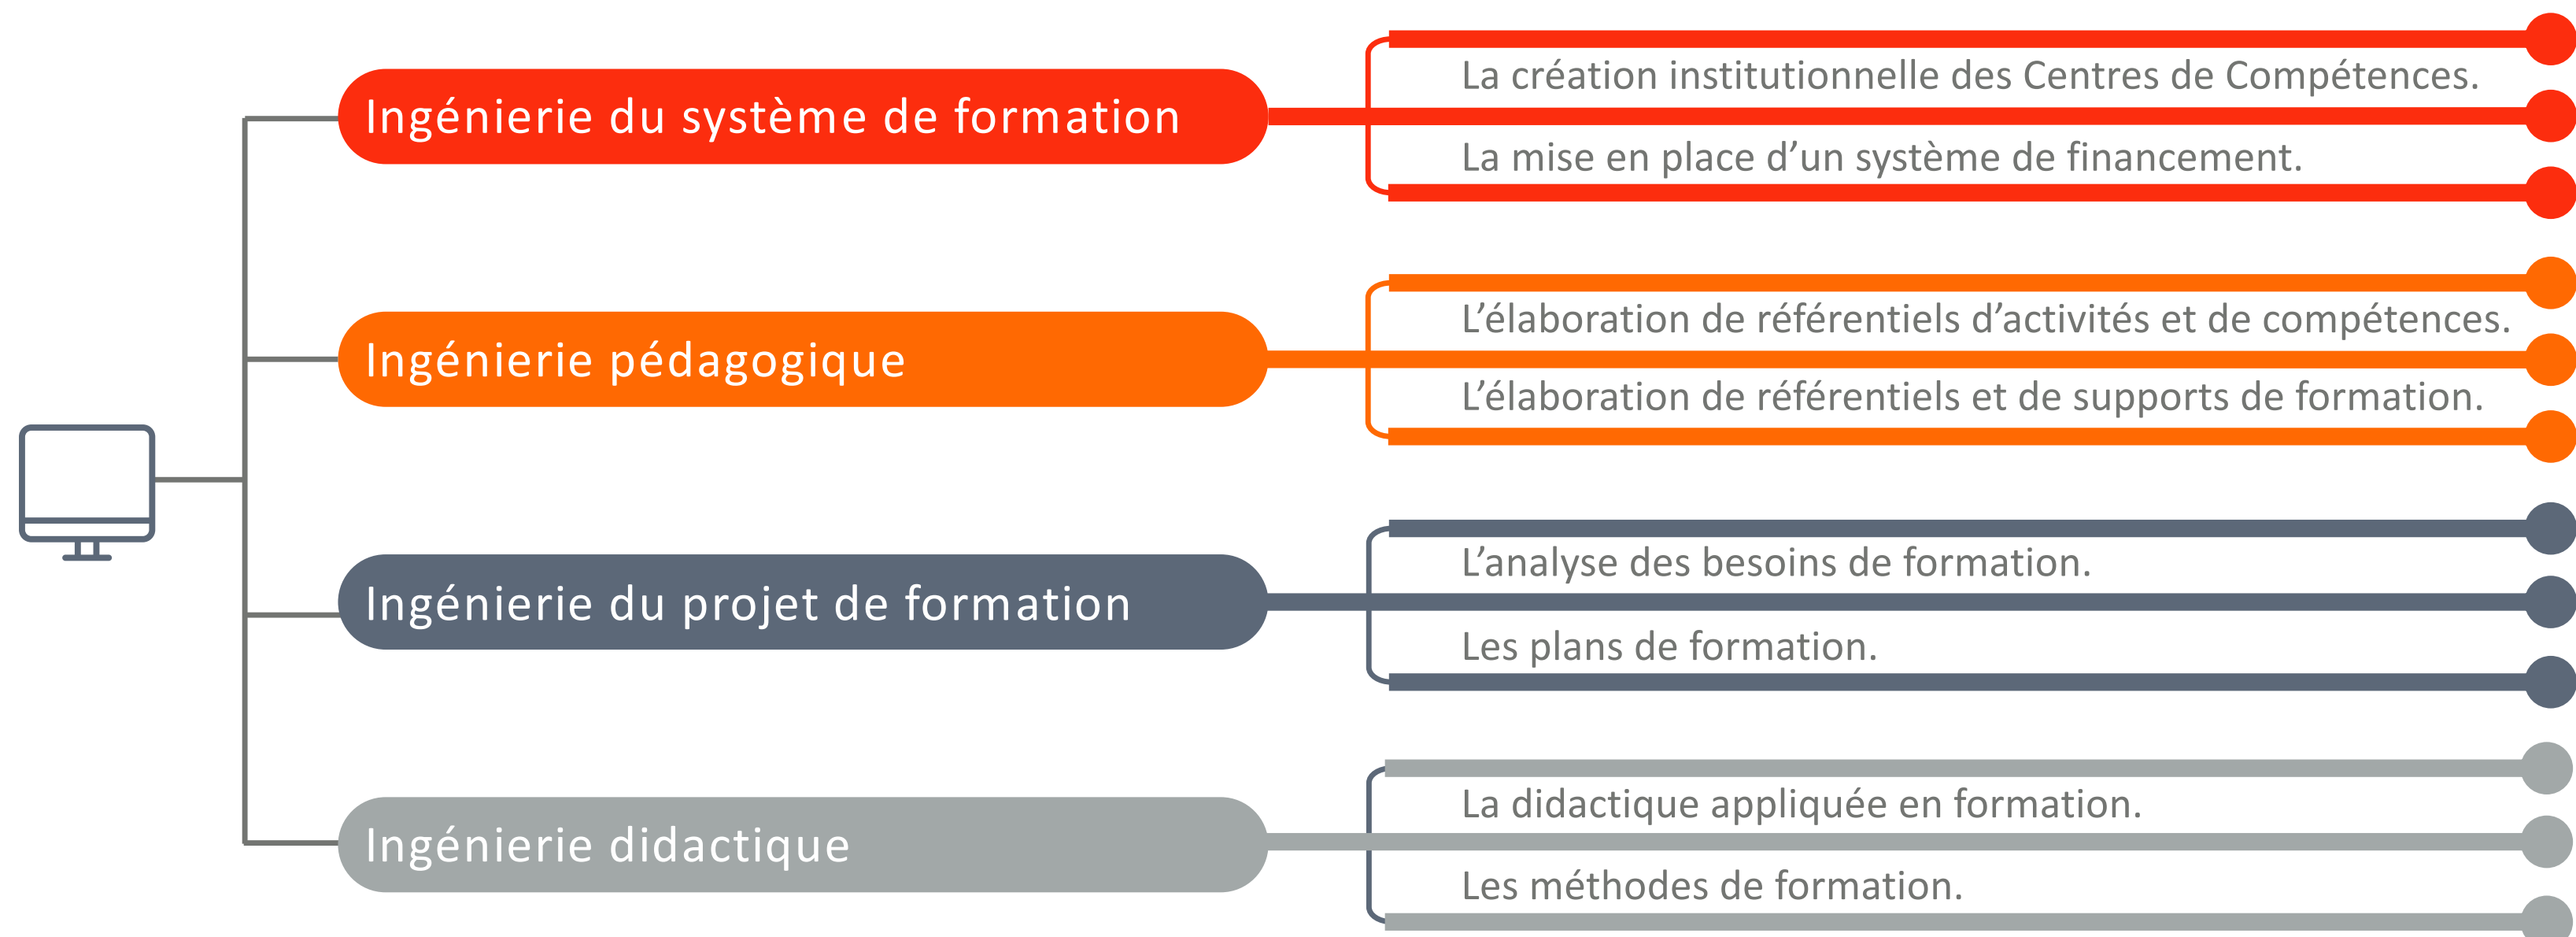 Ingénierie du système de formation
La création institutionnelle des Centres de Compétences.
La mise en place d’un système de financement.
Ingénierie pédagogique
L’élaboration de référentiels d’activités et de compétences.
L’élaboration de référentiels et de supports de formation.
Ingénierie du projet de formation
L’analyse des besoins de formation.
Les plans de formation.
Ingénierie didactique
La didactique appliquée en formation.
Les méthodes de formation.